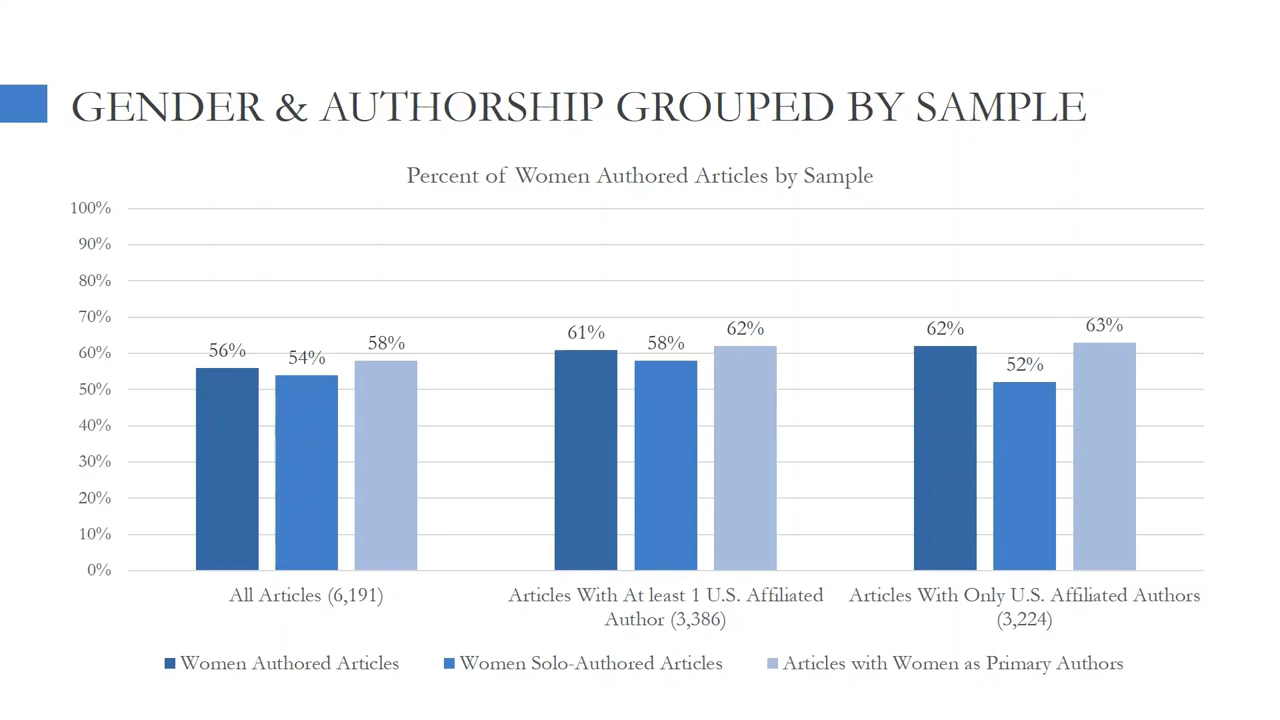 GENDER & AUTHORSHIP GROUPED BY SAMPLE
Percent of Women Authored Articles by Sample
100%
90%
80%
70%
60%
50%
40%
30%
20%
10%
0%
56%
54%
58%
61%
58%
62%
62%
52%
63%
All Articles (6,191)
Articles With At least 1 U.S. Affiliated
Author (3,386)
Articles With Only U.S. Affiliated Authors
(3,224)
Women Authored Articles
Women Solo-Authored Articles
Articles with Women as Primary Authors